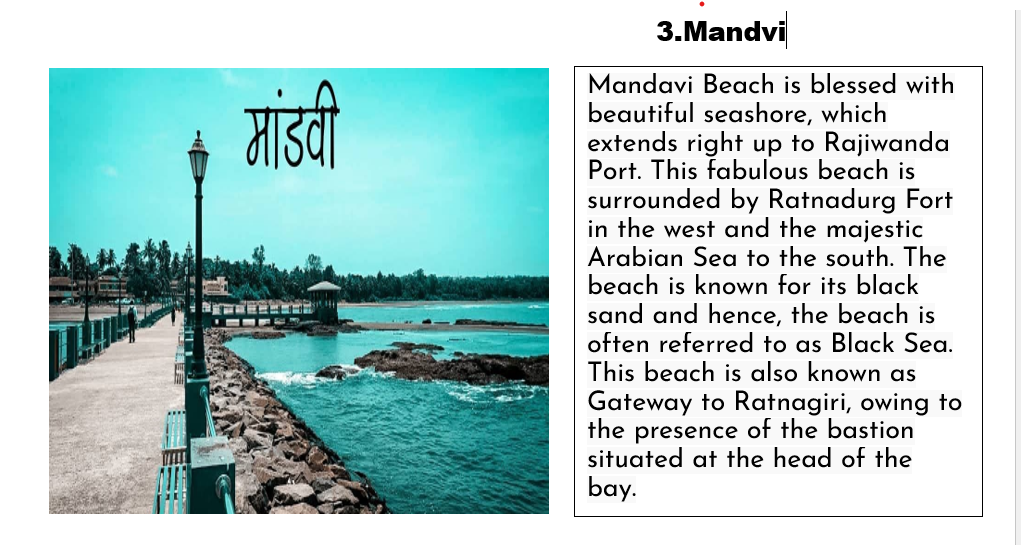 3.Mandvi
मांडवी
Mandavi Beach is blessed with
beautiful seashore, which
extends right up to Rajiwanda
Port. This fabulous beach is
surrounded by Ratnadurg Fort
in the west and the majestic
Arabian Sea to the south. The
beach is known for its black
sand and hence, the beach is
often referred to as Black Sea.
This beach is also known as
Gateway to Ratnagiri, owing to
the presence of the bastion
situated at the head of the
bay.